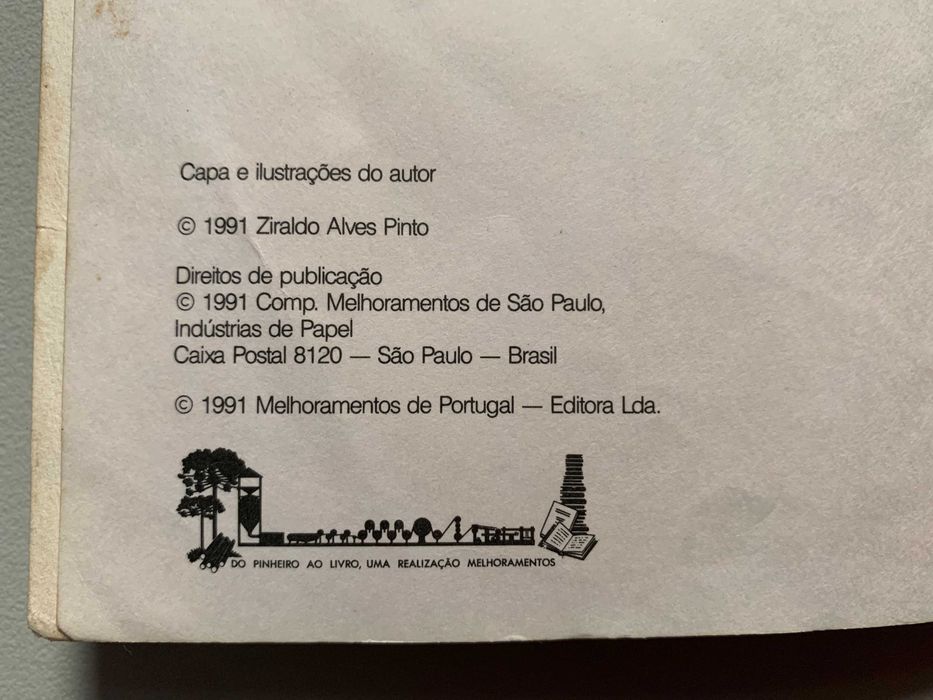 Capa e ilustrações do autor
© 1991 Ziraldo Alves Pinto
Direitos de publicação
© 1991 Comp. Melhoramentos de São Paulo,
Indústrias de Papel
Caixa Postal 8120 — São Paulo — Brasil
© 1991 Melhoramentos de Portugal — Editora Lda.
DO PINHEIRO AO LIVRO, UMA REALIZAÇÃO MELHORAMENTOS